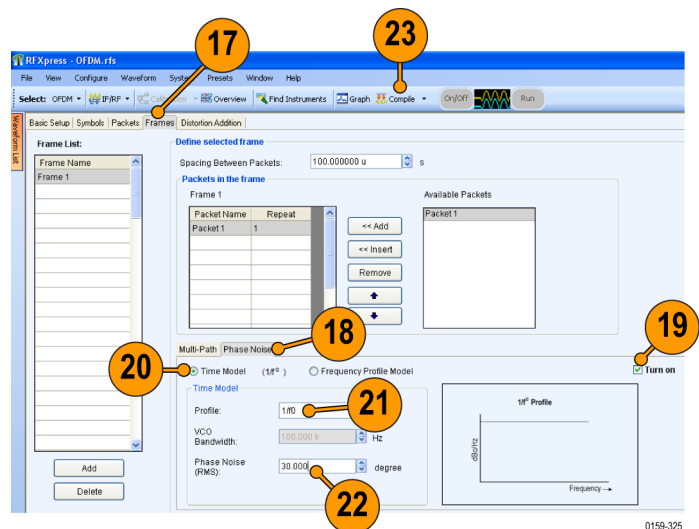 17
23
RFXpress - OFDM.rfs
File View Configure Waveform System Presets Window Help
Select: OFDM IF/RF Overview Find Instruments Graph Compile On/Off Run
Waveform List
Basic Setup Symbols Packets Frames Distortion Addition
Frame List:
Define selected frame
Frame Name
Spacing Between Packets: 100.000000 u s
Frame 1
Packets in the frame
Frame 1 Available Packets
Packet Name Repeat Packet 1
Packet 1 1
<< Add
<< Insert
Remove
18
19
Multi-Path Phase Noise
20
Time Model (1/fᵅ) Frequency Profile Model Turn on
Time Model
21
Profile: 1/f0
1/f⁰ Profile
VCO Bandwidth: 100.000 k Hz
dBc/Hz
Phase Noise (RMS): 30.000 degree
Add
Frequency
22
Delete
0159-325